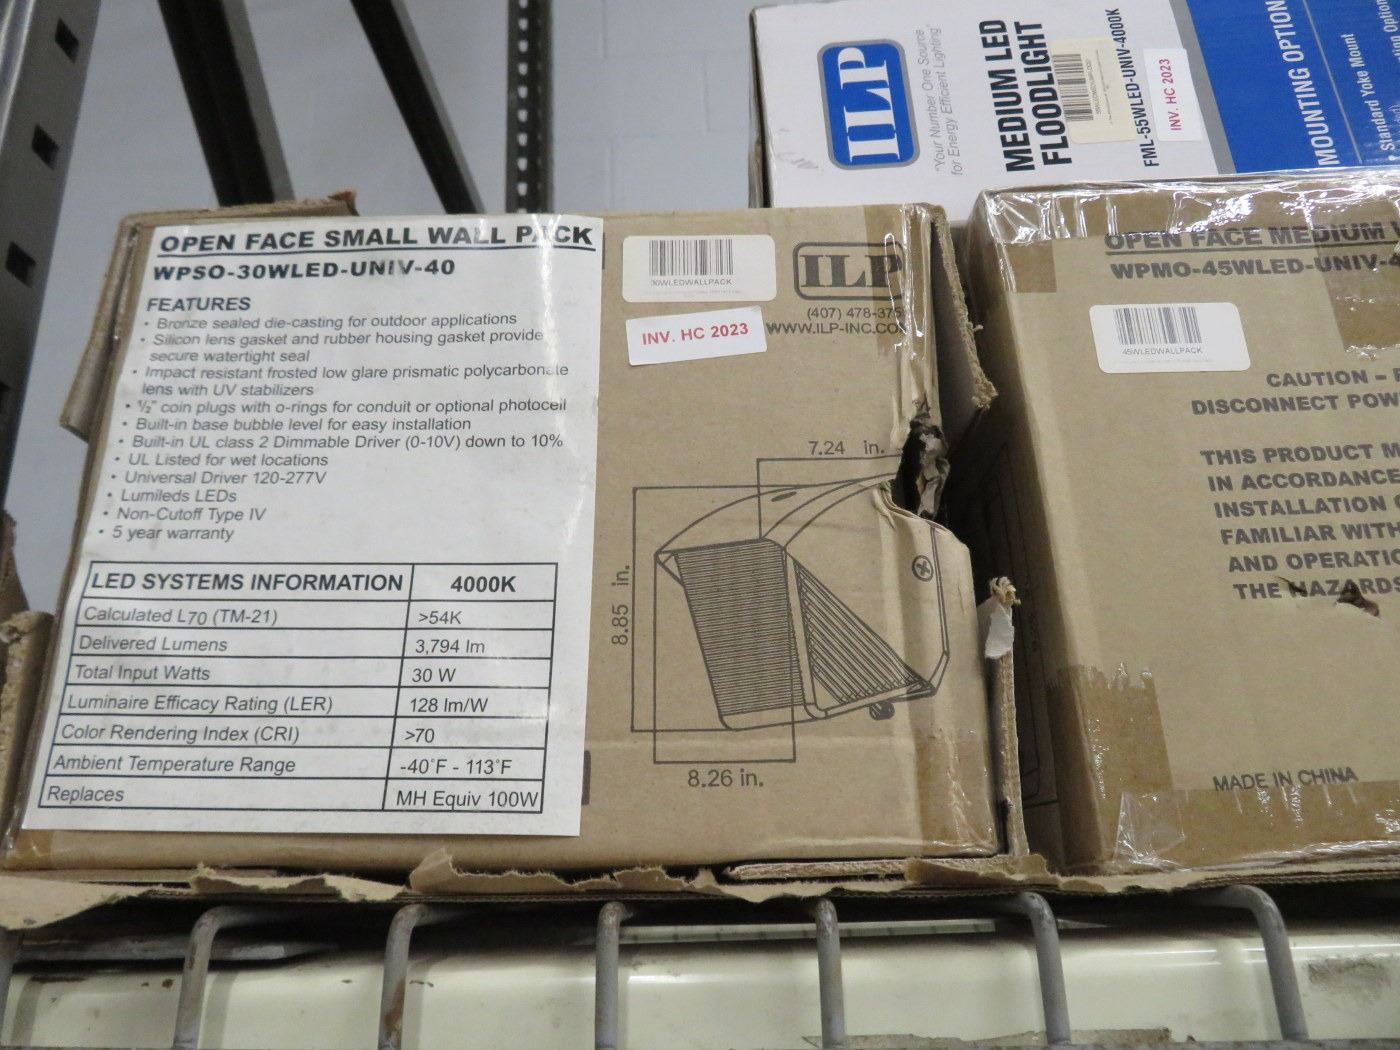 OPEN FACE SMALL WALL PACK
WPSO-30WLED-UNIV-40
FEATURES
• Bronze sealed die-casting for outdoor applications
• Silicon lens gasket and rubber housing gasket provide
secure watertight seal
• Impact resistant frosted low glare prismatic polycarbonate
lens with UV stabilizers
• ½" coin plugs with o-rings for conduit or optional photocell
• Built-in base bubble level for easy installation
• Built-in UL class 2 Dimmable Driver (0-10V) down to 10%
• UL Listed for wet locations
• Universal Driver 120-277V
• Lumileds LEDs
• Non-Cutoff Type IV
• 5 year warranty
LED SYSTEMS INFORMATION 4000K
Calculated L70 (TM-21) >54K
Delivered Lumens 3,794 lm
Total Input Watts 30 W
Luminaire Efficacy Rating (LER) 128 lm/W
Color Rendering Index (CRI) >70
Ambient Temperature Range -40°F - 113°F
Replaces MH Equiv 100W
30WLEDWALLPACK
INV. HC 2023
ILP
(407) 478-375
WWW.ILP-INC.CO
7.24 in.
8.85 in.
8.26 in.
ILP
"Your Number One Source
for Energy Efficient Lighting"
MEDIUM LED
FLOODLIGHT
FML-55WLED-UNIV-4000K
INV. HC 2023
MOUNTING OPTION
• Standard Yoke Mount
OPEN FACE MEDIUM
WPMO-45WLED-UNIV-4
45WLEDWALLPACK
CAUTION –
DISCONNECT POW
THIS PRODUCT M
IN ACCORDANCE
INSTALLATION
FAMILIAR WITH
AND OPERATIO
THE HAZARDS
MADE IN CHINA